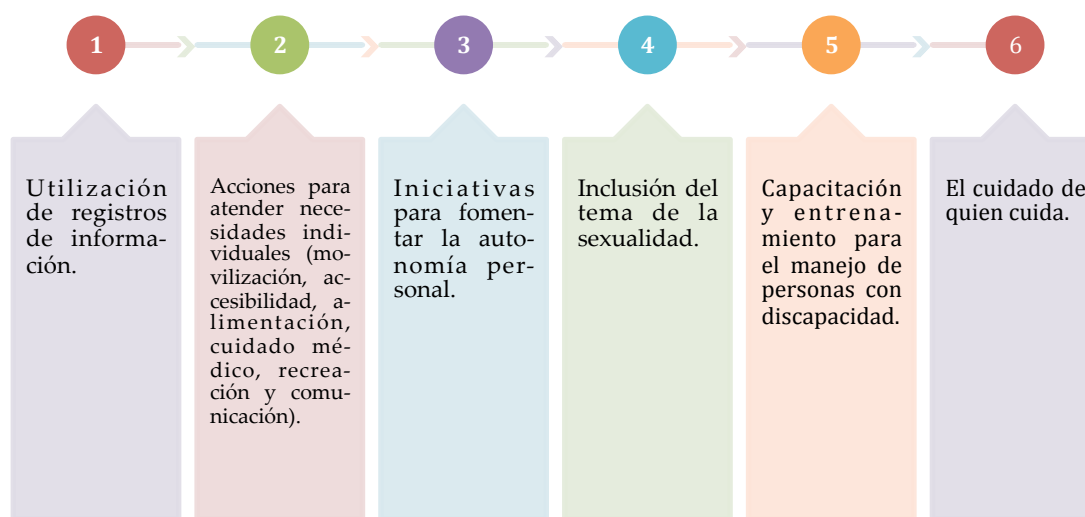 1
2
3
4
5
6
Utilización
de registros
de informa-
ción.
Acciones para
atender nece-
sidades indi-
viduales (mo-
vilización, ac-
cesibilidad, a-
limentación,
cuidado mé-
dico, recrea-
ción y comu-
nicación).
Iniciativas
para fomen-
tar la auto-
nomía per-
sonal.
Inclusión del
tema de la
sexualidad.
Capacitación
y entrena-
miento para
el manejo de
personas con
discapacidad.
El cuidado de
quien cuida.